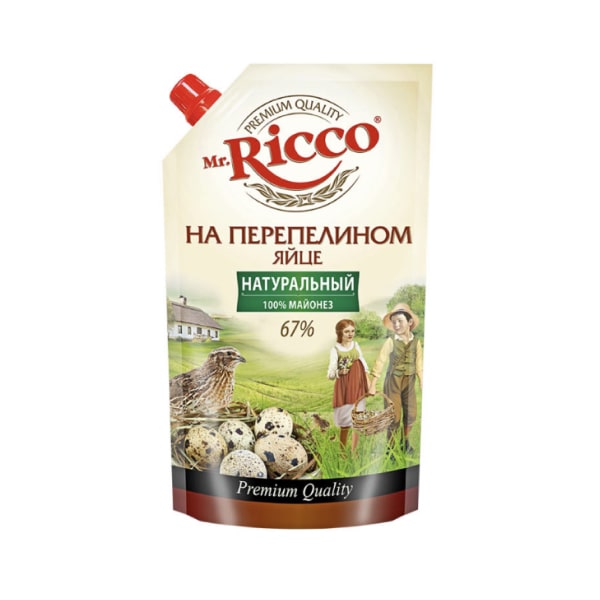 PREMIUM QUALITY
Mr. Ricco®
НА ПЕРЕПЕЛИНОМ
ЯЙЦЕ
НАТУРАЛЬНЫЙ
100% МАЙОНЕЗ
67%
Premium Quality